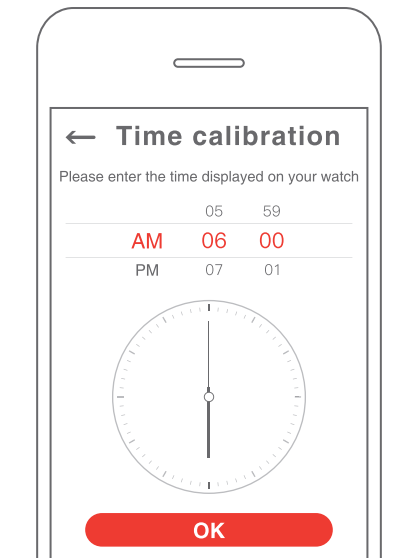 ← Time calibration
Please enter the time displayed on your watch
05 59
AM 06 00
PM 07 01
OK